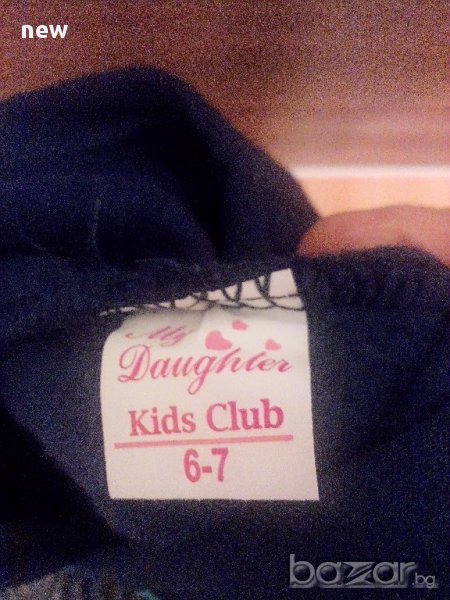 new
My
Daughter
Kids Club
6-7
bazar.bg